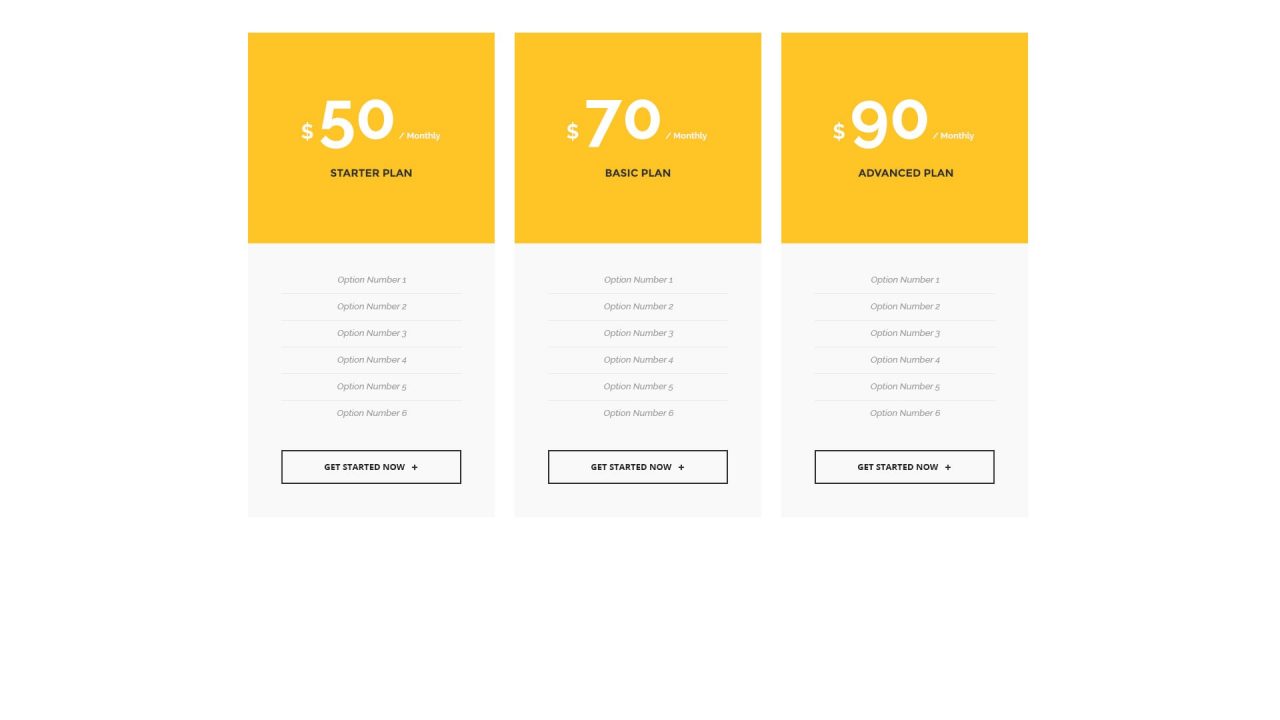 $ 50 / Monthly
STARTER PLAN
Option Number 1
Option Number 2
Option Number 3
Option Number 4
Option Number 5
Option Number 6
GET STARTED NOW +
$ 70 / Monthly
BASIC PLAN
Option Number 1
Option Number 2
Option Number 3
Option Number 4
Option Number 5
Option Number 6
GET STARTED NOW +
$ 90 / Monthly
ADVANCED PLAN
Option Number 1
Option Number 2
Option Number 3
Option Number 4
Option Number 5
Option Number 6
GET STARTED NOW +